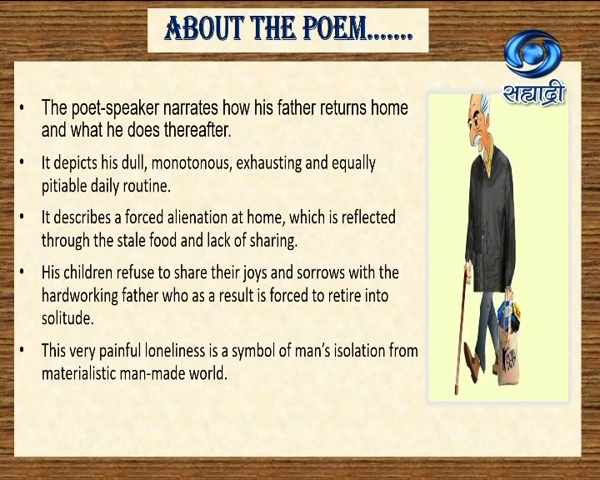 ABOUT THE POEM.......
सह्याद्री
• The poet-speaker narrates how his father returns home
and what he does thereafter.
• It depicts his dull, monotonous, exhausting and equally
pitiable daily routine.
• It describes a forced alienation at home, which is reflected
through the stale food and lack of sharing.
• His children refuse to share their joys and sorrows with the
hardworking father who as a result is forced to retire into
solitude.
• This very painful loneliness is a symbol of man's isolation from
materialistic man-made world.